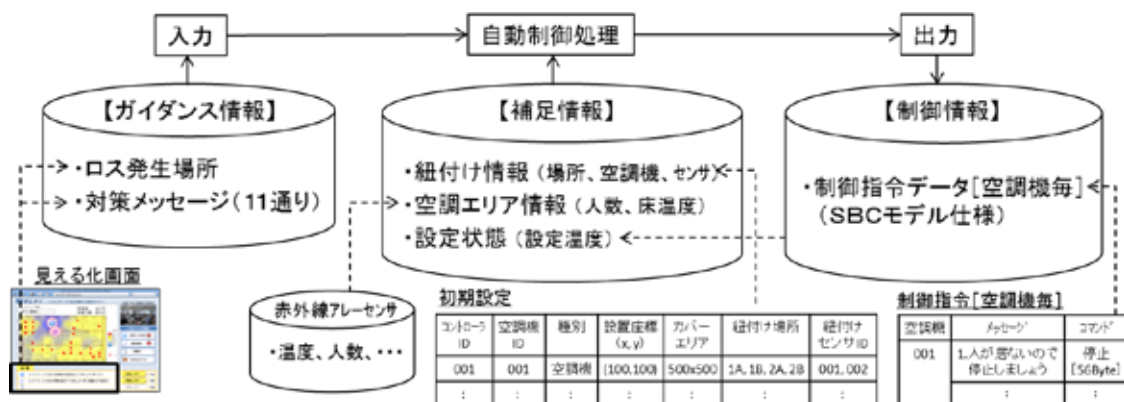 入力
自動制御処理
出力
【ガイダンス情報】
・ロス発生場所
・対策メッセージ(11通り)
【補足情報】
・紐付け情報(場所、空調機、センサ)
・空調エリア情報(人数、床温度)
・設定状態(設定温度)
【制御情報】
・制御指令データ[空調機毎]
(SBCモデル仕様)
見える化画面
赤外線アレーセンサ
・温度、人数、・・・
初期設定
コントローラID 空調機ID 種別 設置座標(x, y) カバーエリア 紐付け場所 紐付けセンサID
001 001 空調機 (100,100) 500x500 1A, 1B, 2A, 2B 001, 002
: : : : : : :
制御指令[空調機毎]
空調機 メッセージ コマンド
001 1.人が居ないので停止しましょう 停止[56Byte]
: :